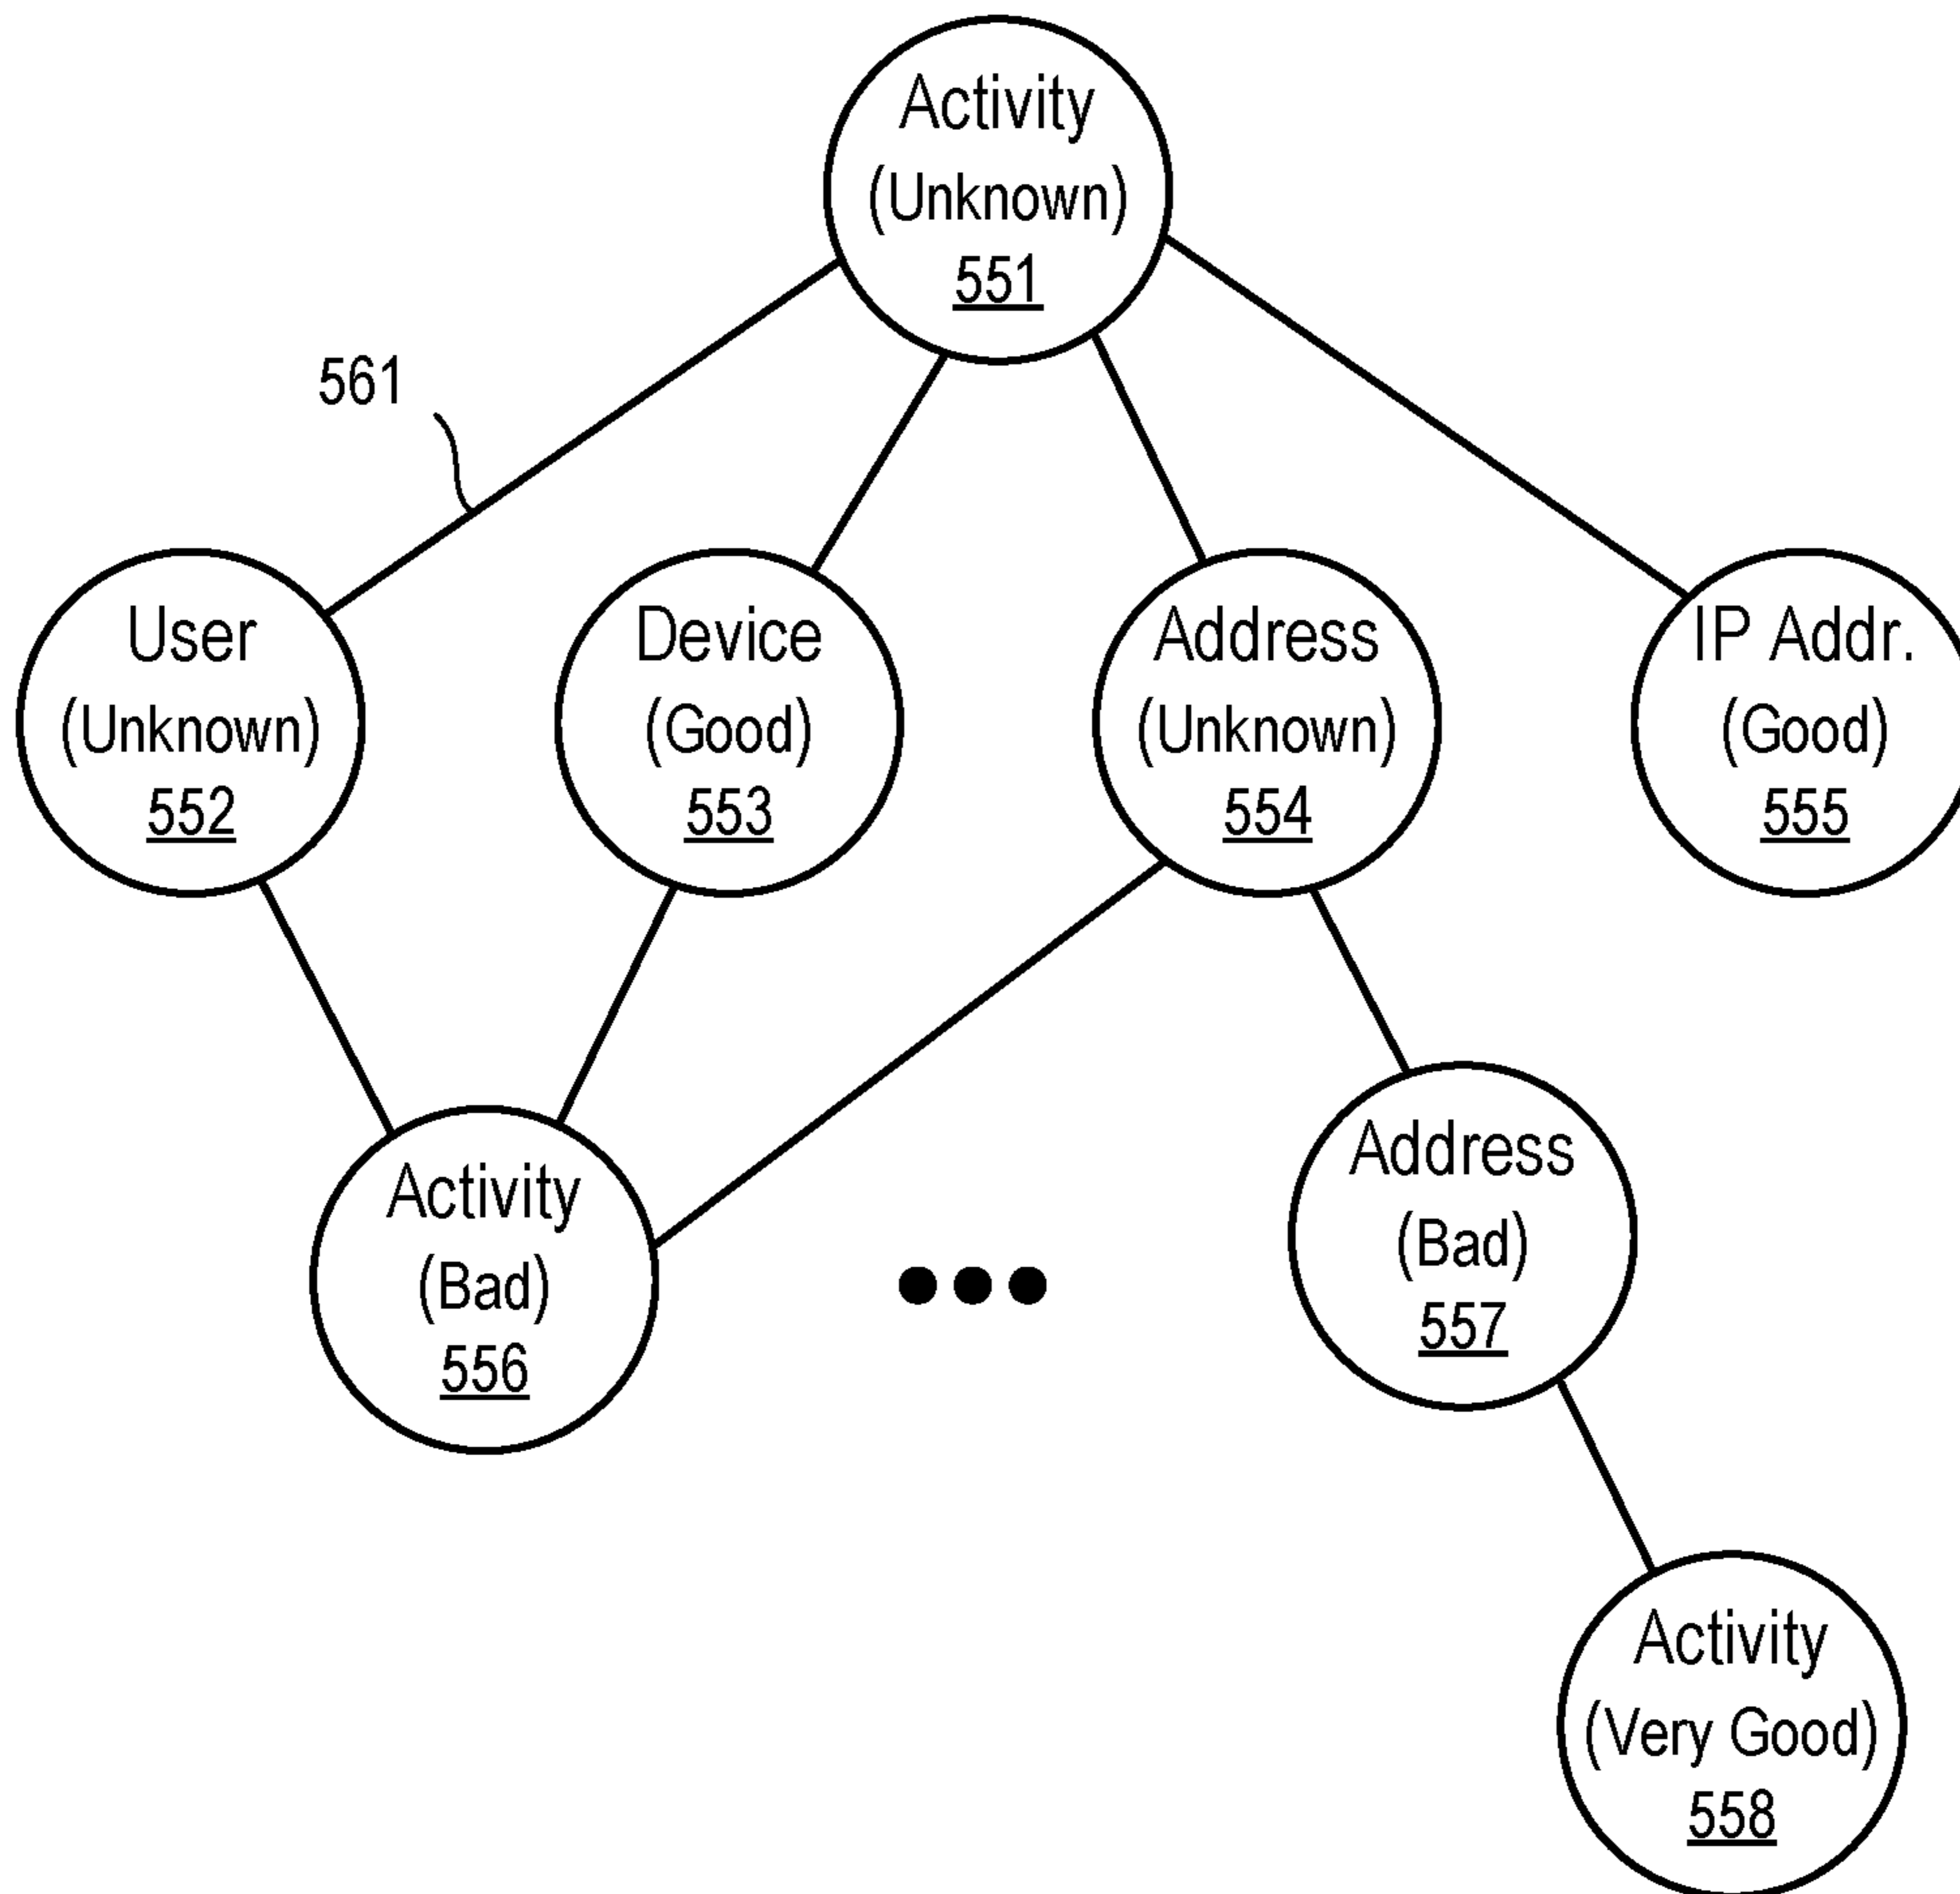 Activity
(Unknown)
551
561
User
(Unknown)
552
Device
(Good)
553
Address
(Unknown)
554
IP Addr.
(Good)
555
Activity
(Bad)
556
Address
(Bad)
557
Activity
(Very Good)
558